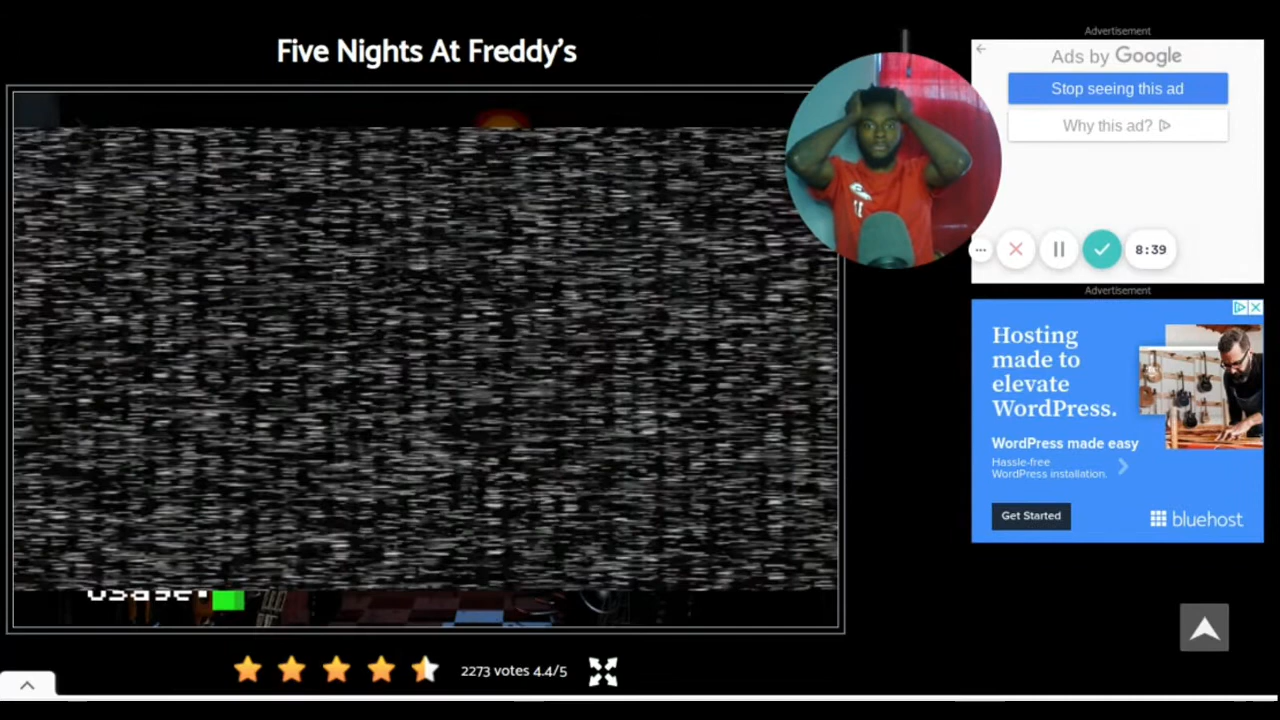 Five Nights At Freddy's
Advertisement
Ads by Google
Stop seeing this ad
Why this ad?
8:39
Advertisement
Hosting
made to
elevate
WordPress.
WordPress made easy
Hassle-free
WordPress installation.
Get Started
bluehost
2273 votes 4.4/5